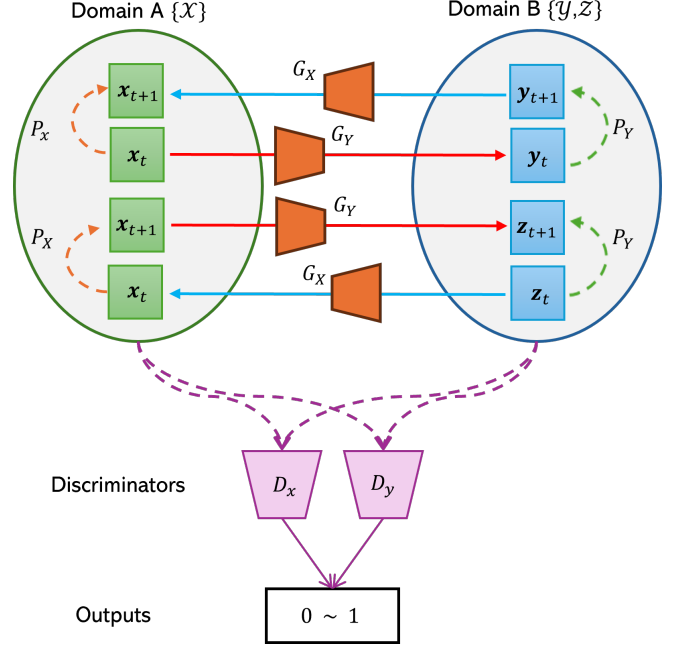 Domain A {𝒳}
Domain B {𝒴,𝒵}
x_{t+1}
G_X
y_{t+1}
P_x
G_Y
P_Y
x_t
y_t
x_{t+1}
G_Y
z_{t+1}
P_X
P_Y
G_X
x_t
z_t
Discriminators
D_x
D_y
Outputs
0 ~ 1